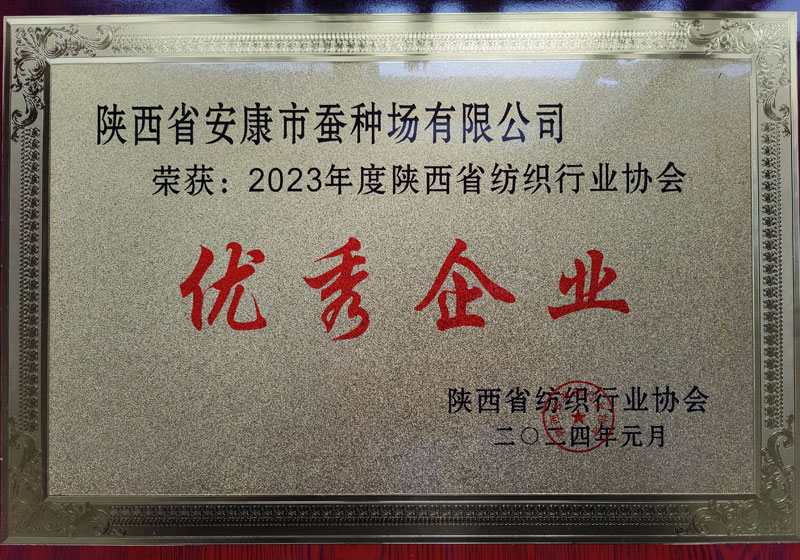 陕西省安康市蚕种场有限公司
荣获：2023年度陕西省纺织行业协会
优秀企业
陕西省纺织行业协会
二〇二四年元月